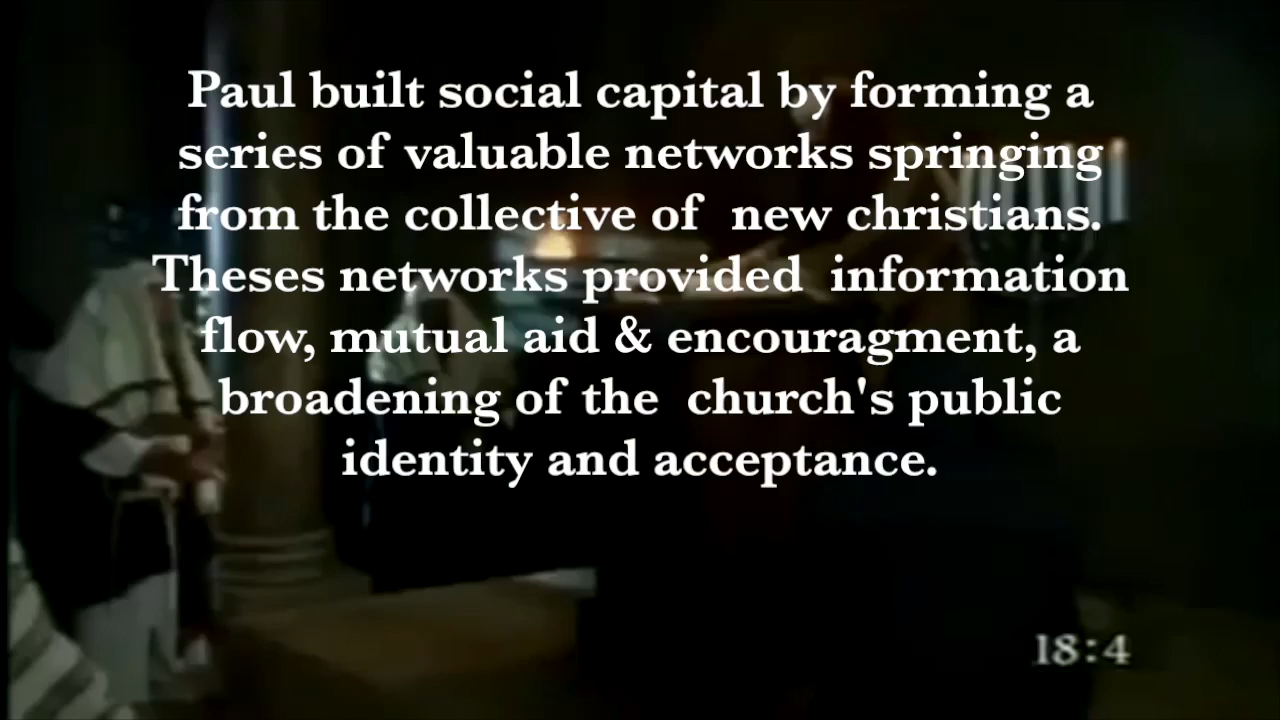 Paul built social capital by forming a
series of valuable networks springing
from the collective of  new christians.
Theses networks provided  information
flow, mutual aid & encouragment, a
broadening of the  church's public
identity and acceptance.
18:4